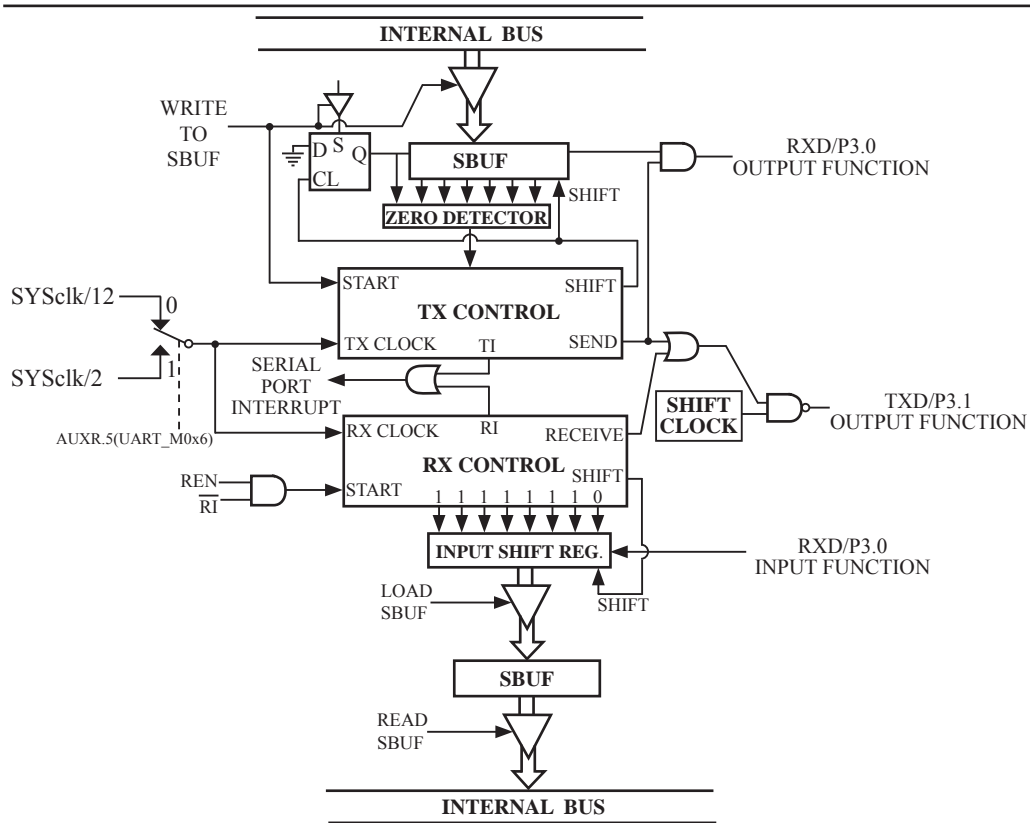 INTERNAL BUS
WRITE
TO
SBUF
D
S
Q
CL
SBUF
SHIFT
ZERO DETECTOR
RXD/P3.0
OUTPUT FUNCTION
START
SHIFT
TX CONTROL
SYSclk/12
0
TX CLOCK
TI
SEND
SYSclk/2
1
SERIAL
PORT
INTERRUPT
SHIFT
CLOCK
TXD/P3.1
OUTPUT FUNCTION
AUXR.5(UART_M0x6)
RX CLOCK
RI
RECEIVE
RX CONTROL
SHIFT
REN
RI
START
1 1 1 1 1 1 1 0
INPUT SHIFT REG.
RXD/P3.0
INPUT FUNCTION
LOAD
SBUF
SHIFT
SBUF
READ
SBUF
INTERNAL BUS